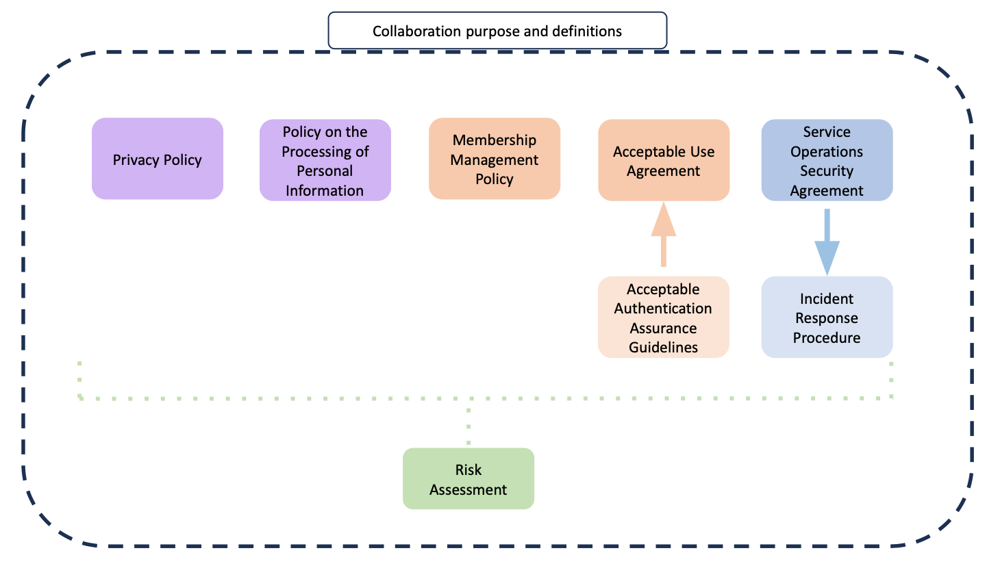 Collaboration purpose and definitions
Privacy Policy
Policy on the
Processing of
Personal
Information
Membership
Management
Policy
Acceptable Use
Agreement
Service
Operations
Security
Agreement
Acceptable
Authentication
Assurance
Guidelines
Incident
Response
Procedure
Risk
Assessment